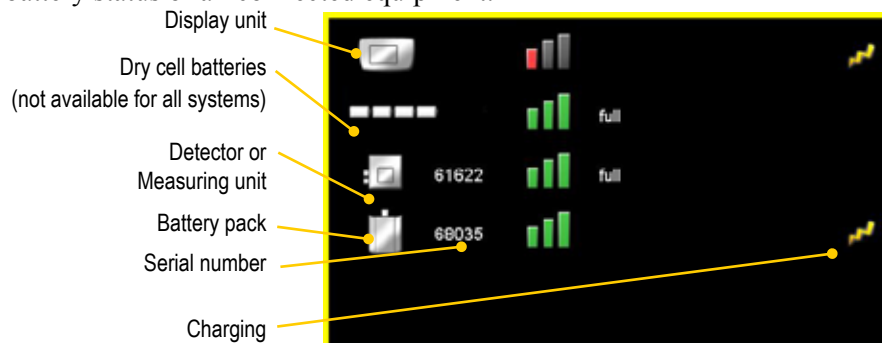 battery status of all connected equipment.
Display unit
Dry cell batteries
(not available for all systems)
full
Detector or
Measuring unit
61622
full
Battery pack
68035
Serial number
Charging